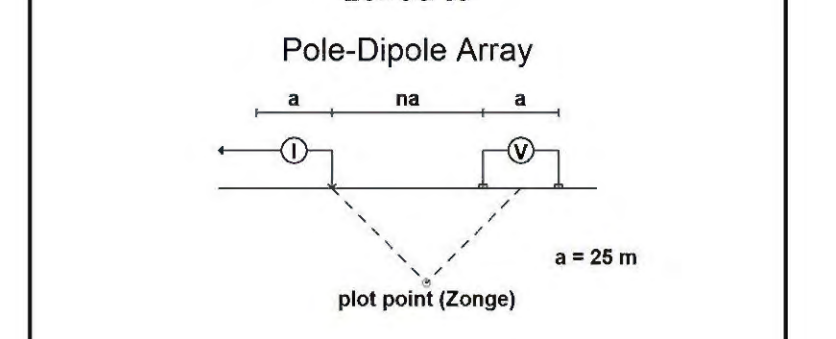 Pole-Dipole Array
a na a
I V
a = 25 m
plot point (Zonge)